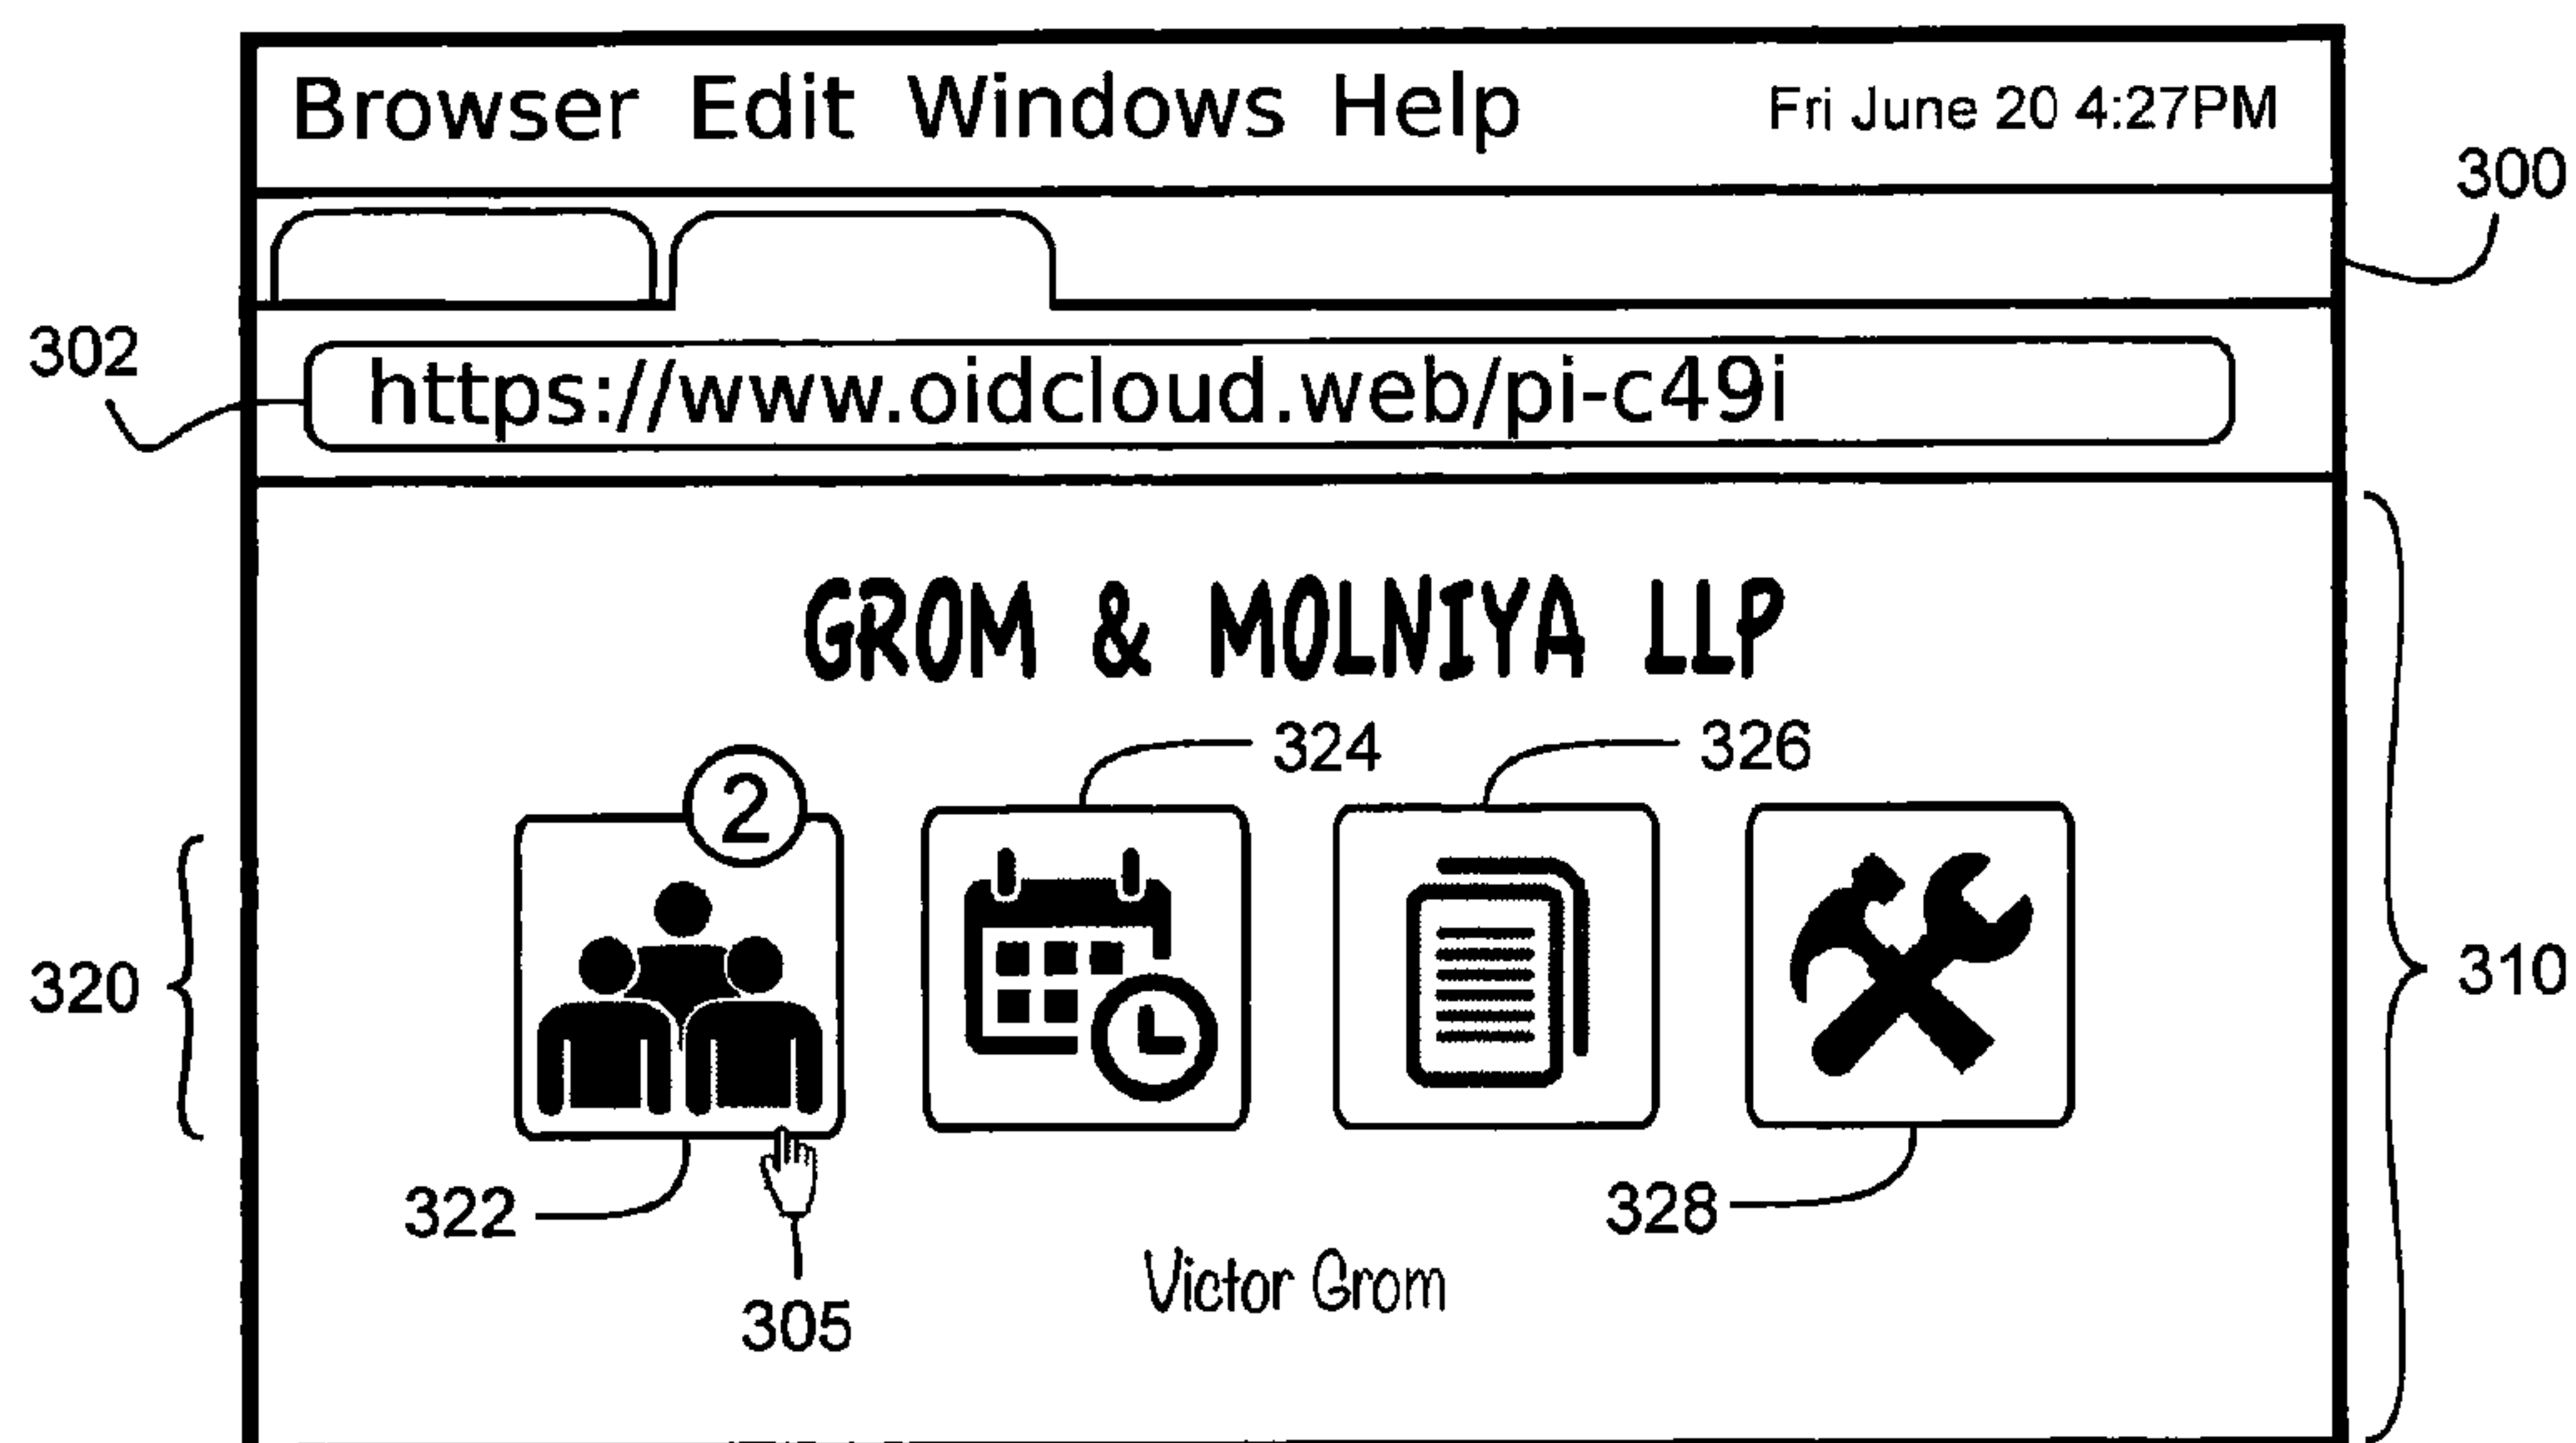 Browser Edit Windows Help Fri June 20 4:27PM
300
302
https://www.oidcloud.web/pi-c49i
GROM & MOLNIYA LLP
324 326
2
320 310
322 328
305
Victor Grom